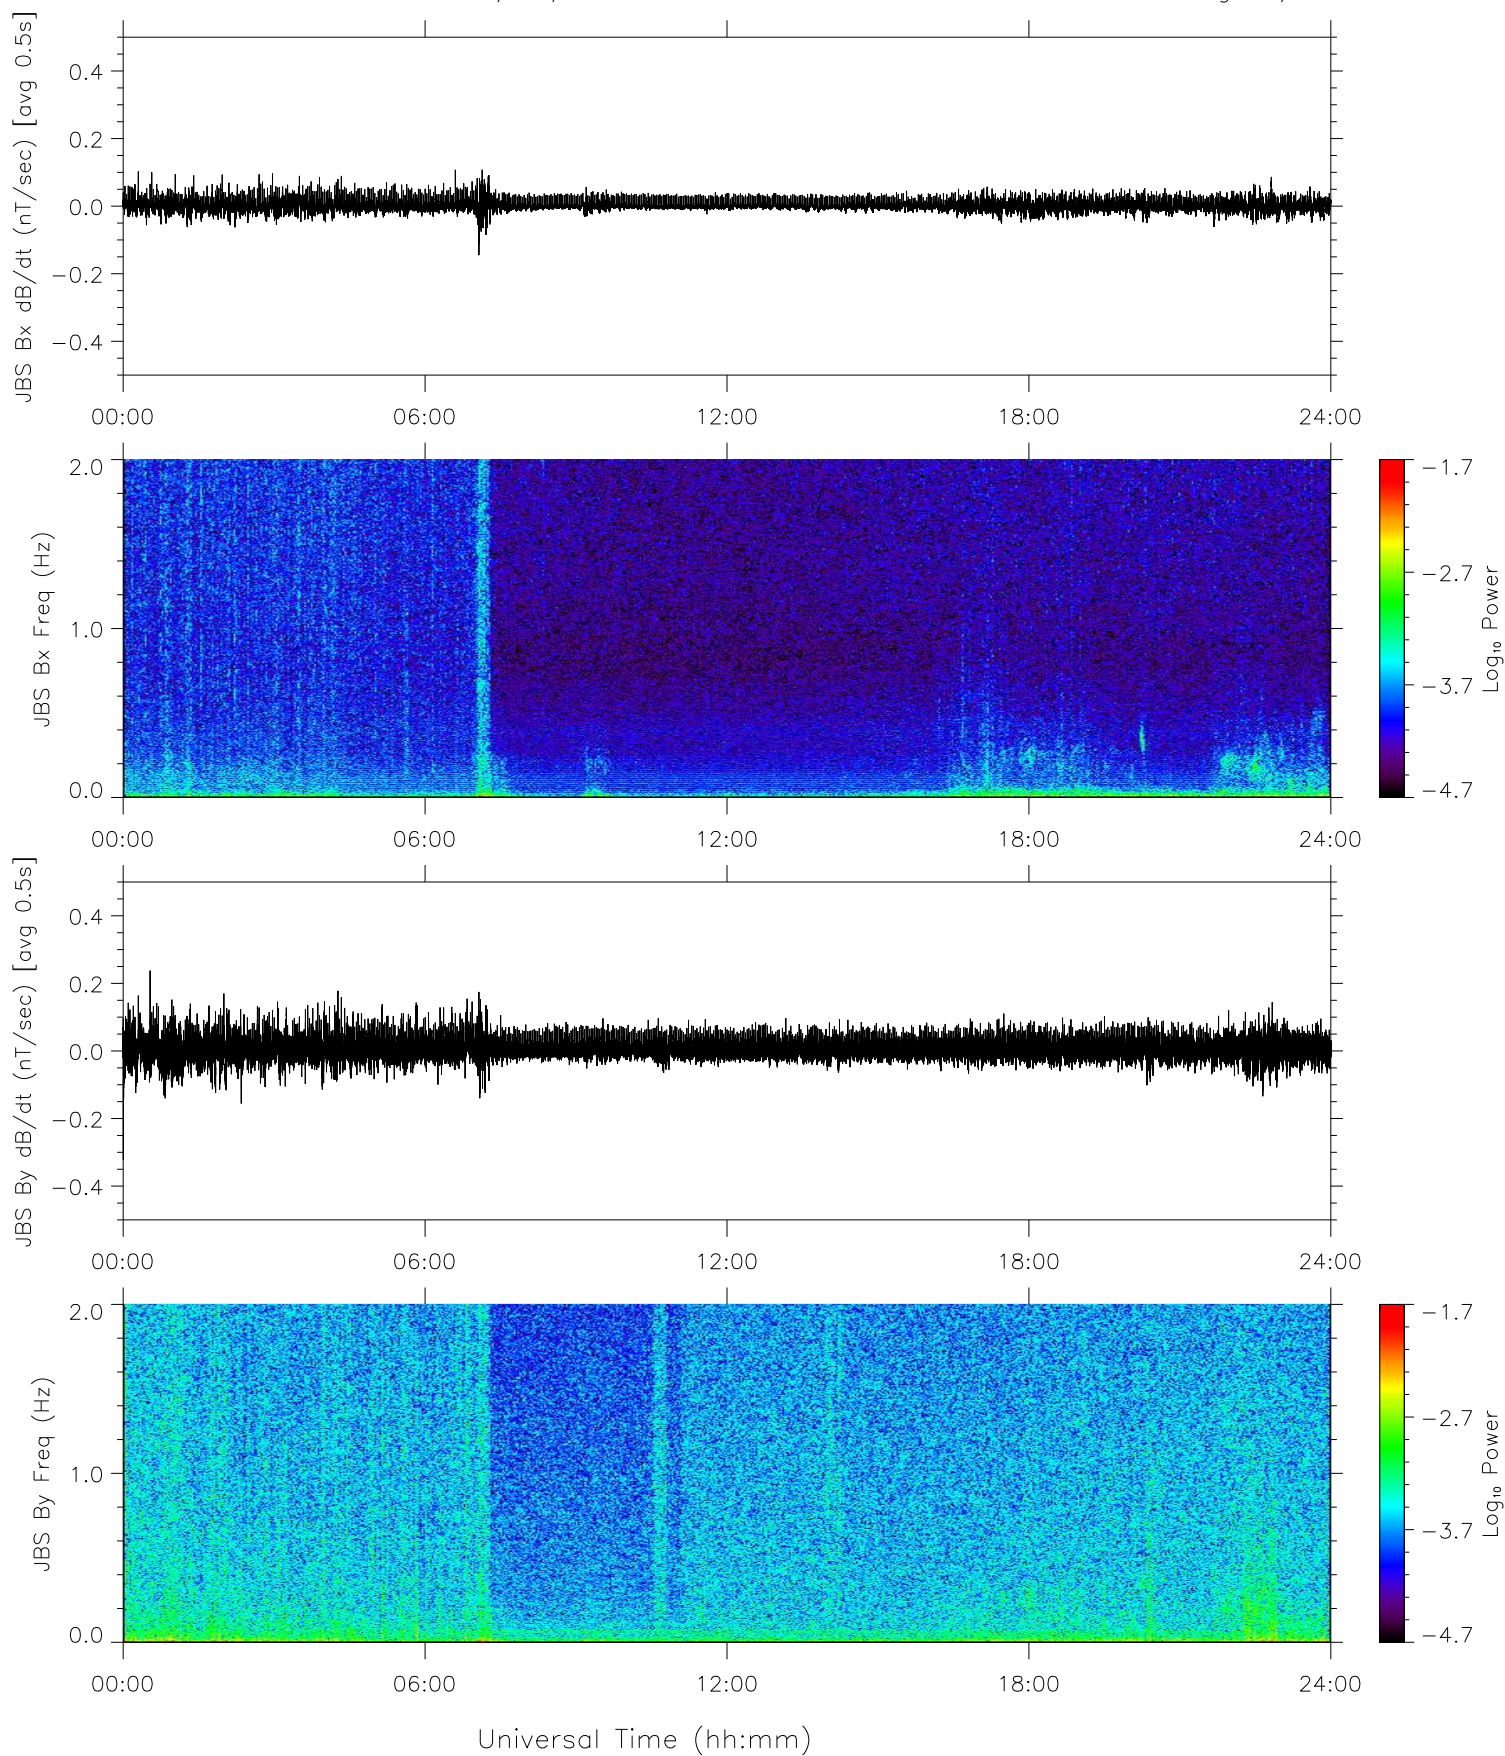 JBS Bx dB/dt (nT/sec) [avg 0.5s]
0.4
0.2
0.0
−0.2
−0.4
00:00 06:00 12:00 18:00 24:00
JBS Bx Freq (Hz)
2.0
1.0
0.0
00:00 06:00 12:00 18:00 24:00
−1.7
−2.7
−3.7
−4.7
Log₁₀ Power
JBS By dB/dt (nT/sec) [avg 0.5s]
0.4
0.2
0.0
−0.2
−0.4
00:00 06:00 12:00 18:00 24:00
JBS By Freq (Hz)
2.0
1.0
0.0
00:00 06:00 12:00 18:00 24:00
−1.7
−2.7
−3.7
−4.7
Log₁₀ Power
Universal Time (hh:mm)